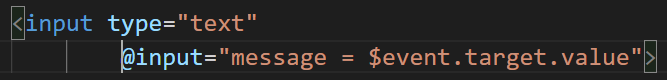 <input type="text"
@input="message = $event.target.value">